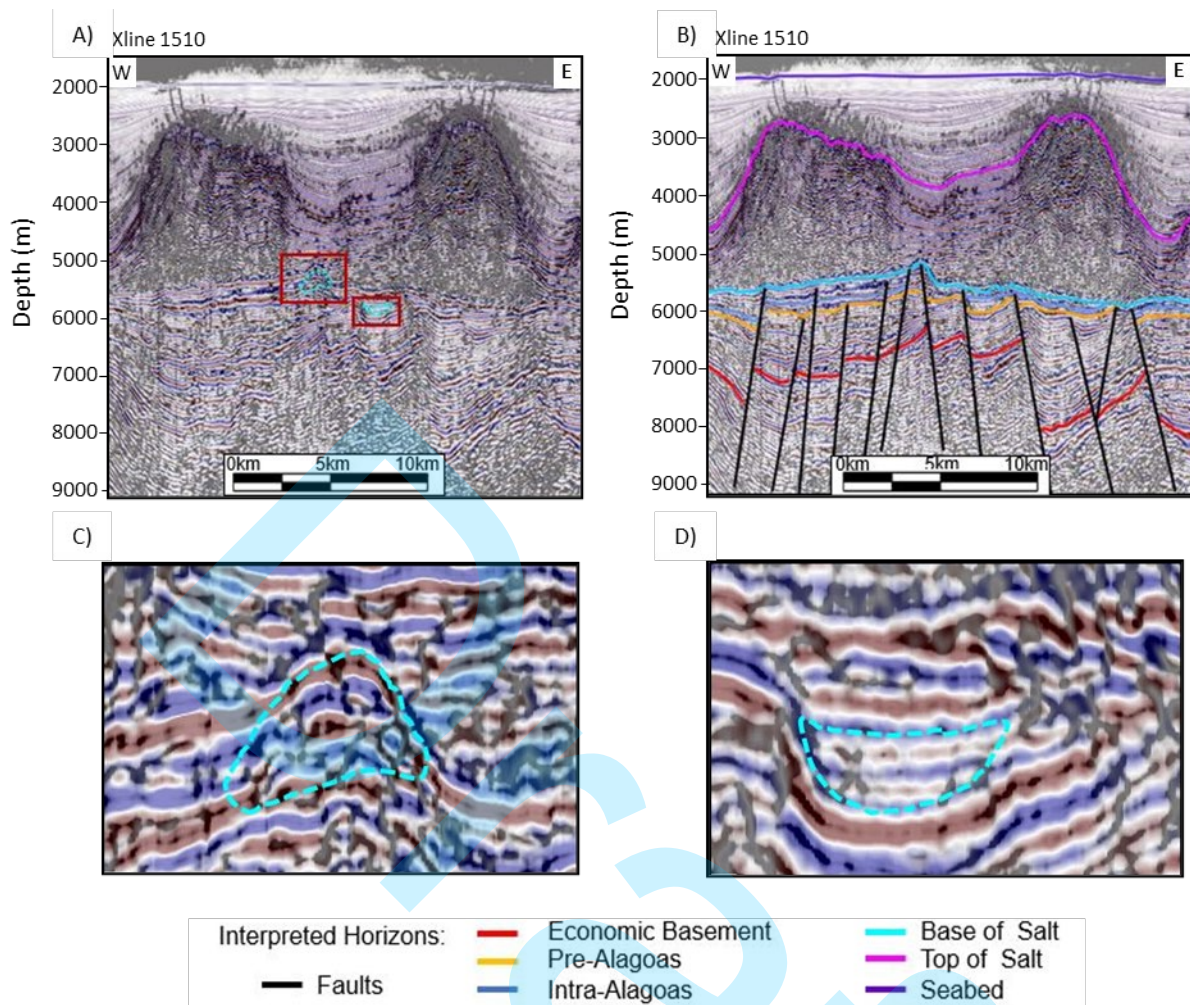 A) Xline 1510
W E
2000
3000
4000
5000
6000
7000
8000
9000
Depth (m)
0km 5km 10km
B) Xline 1510
W E
2000
3000
4000
5000
6000
7000
8000
9000
Depth (m)
0km 5km 10km
C)
D)
Interpreted Horizons:
Faults
Economic Basement
Pre-Alagoas
Intra-Alagoas
Base of Salt
Top of Salt
Seabed